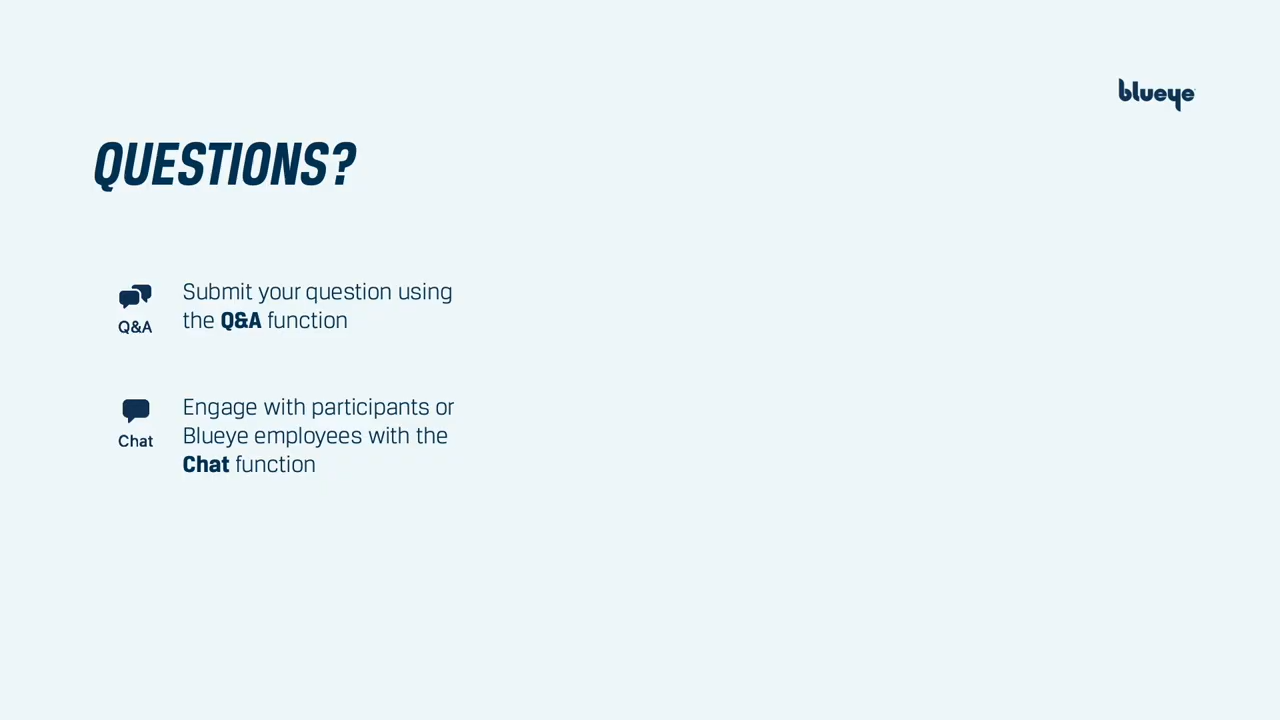 blueye
QUESTIONS?
Submit your question using
the Q&A function
Q&A
Engage with participants or
Blueye employees with the
Chat function
Chat